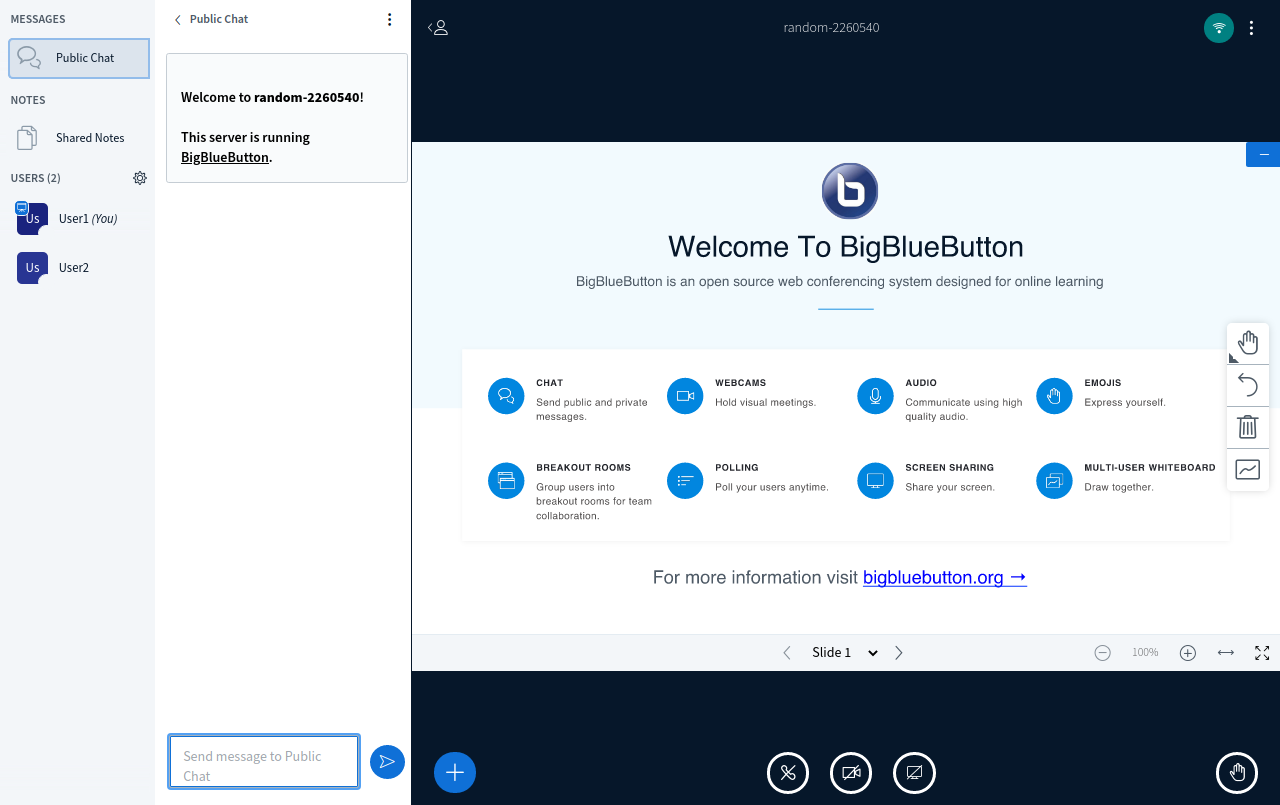 MESSAGES
Public Chat
NOTES
Shared Notes
USERS (2)
Us
User1 (You)
Us
User2
Public Chat
Welcome to random-2260540!
This server is running
BigBlueButton.
Send message to Public
Chat
random-2260540
Welcome To BigBlueButton
BigBlueButton is an open source web conferencing system designed for online learning
CHAT
Send public and private
messages.
WEBCAMS
Hold visual meetings.
AUDIO
Communicate using high
quality audio.
EMOJIS
Express yourself.
BREAKOUT ROOMS
Group users into
breakout rooms for team
collaboration.
POLLING
Poll your users anytime.
SCREEN SHARING
Share your screen.
MULTI-USER WHITEBOARD
Draw together.
For more information visit bigbluebutton.org →
Slide 1
100%